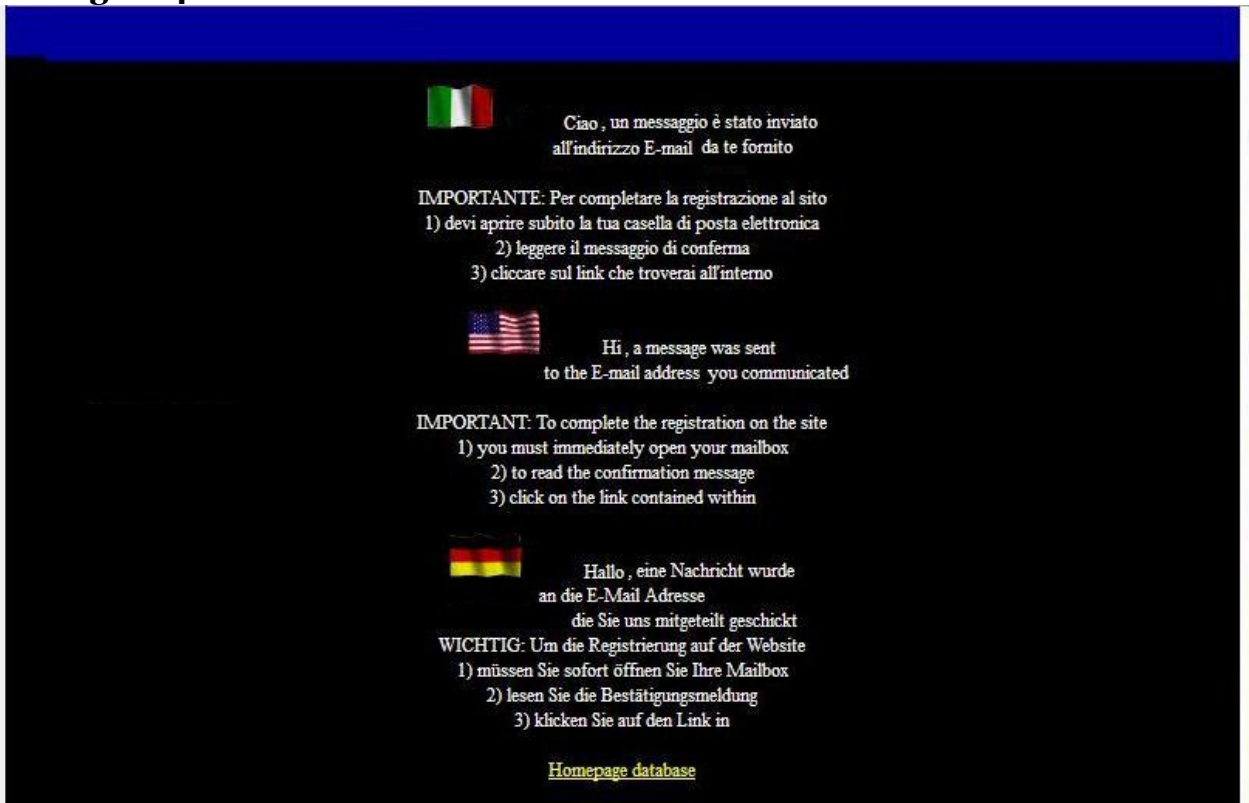 Ciao , un messaggio è stato inviato
all'indirizzo E-mail da te fornito
IMPORTANTE: Per completare la registrazione al sito
1) devi aprire subito la tua casella di posta elettronica
2) leggere il messaggio di conferma
3) cliccare sul link che troverai all'interno
Hi , a message was sent
to the E-mail address you communicated
IMPORTANT: To complete the registration on the site
1) you must immediately open your mailbox
2) to read the confirmation message
3) click on the link contained within
Hallo , eine Nachricht wurde
an die E-Mail Adresse
die Sie uns mitgeteilt geschickt
WICHTIG: Um die Registrierung auf der Website
1) müssen Sie sofort öffnen Sie Ihre Mailbox
2) lesen Sie die Bestätigungsmeldung
3) klicken Sie auf den Link in
Homepage database